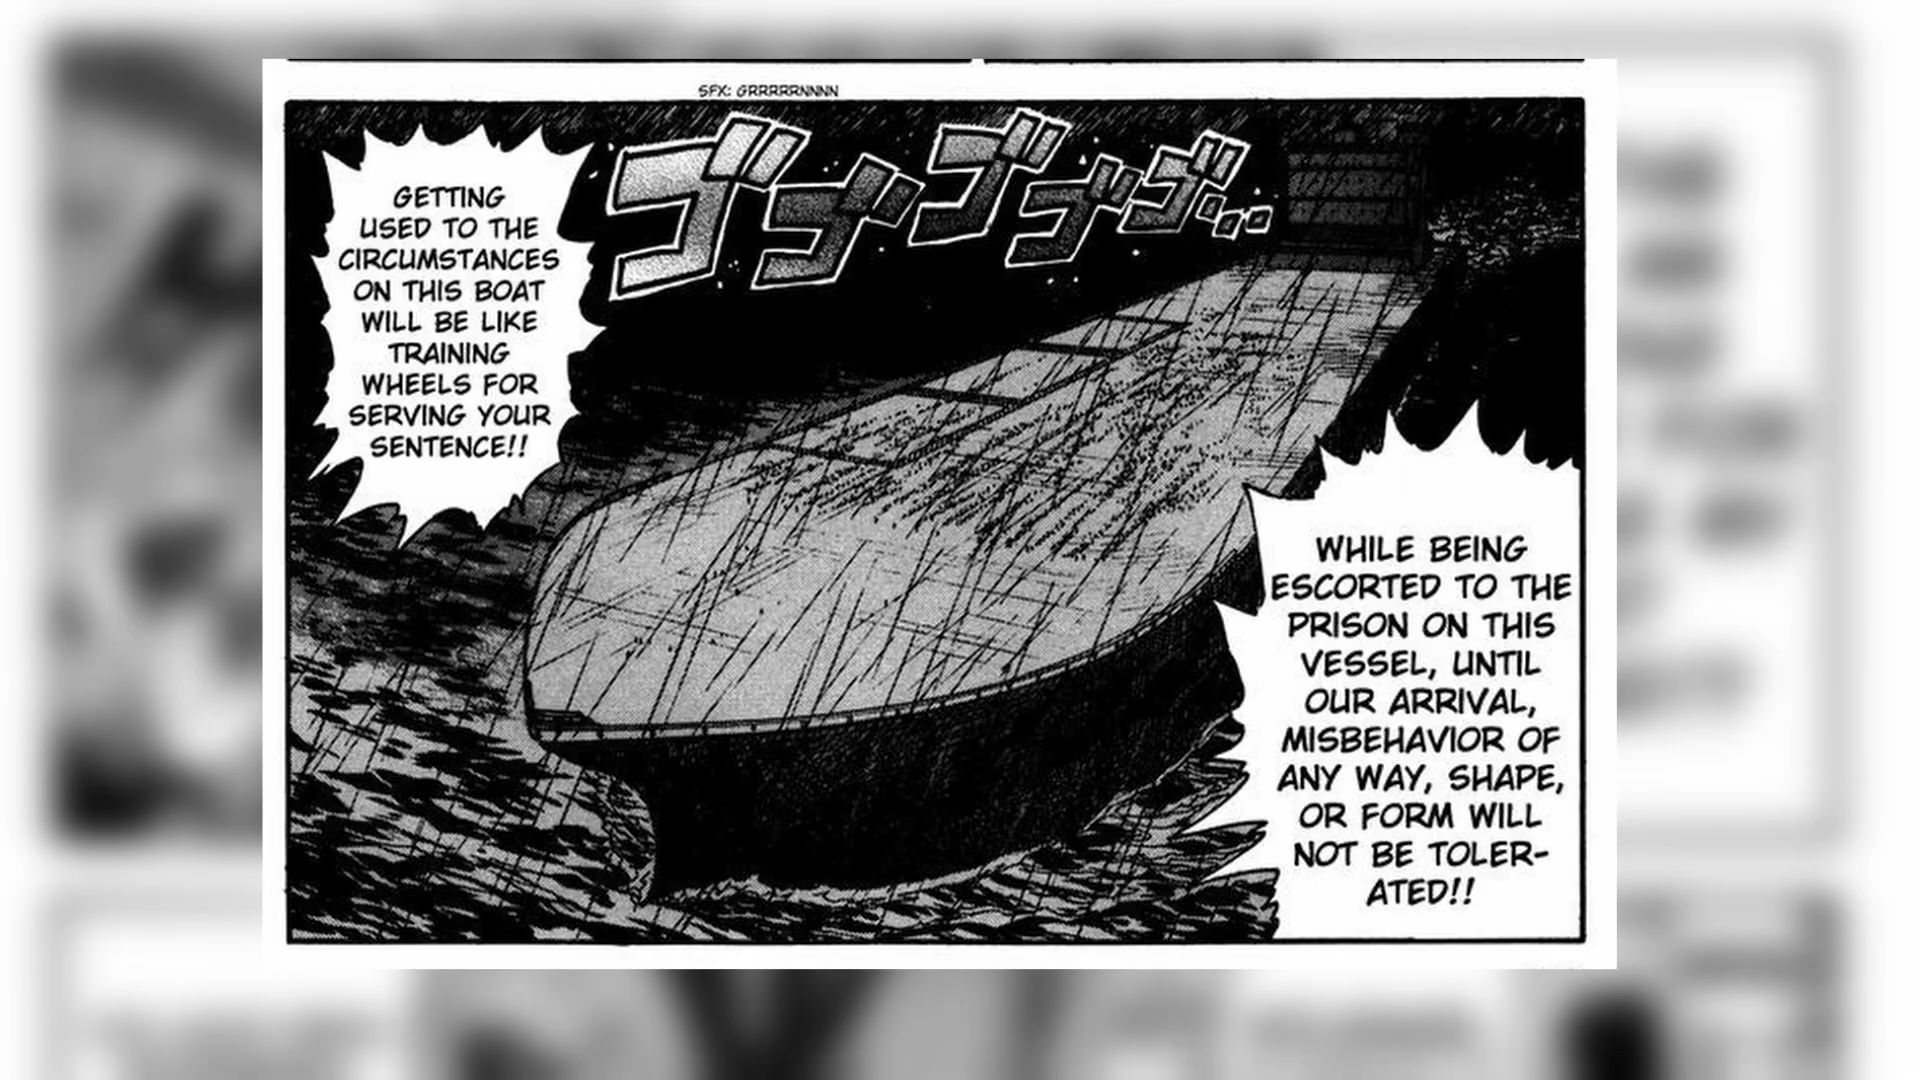 SFX: GRRRRRNNNN
ゴゴゴゴゴ...
GETTING
USED TO THE
CIRCUMSTANCES
ON THIS BOAT
WILL BE LIKE
TRAINING
WHEELS FOR
SERVING YOUR
SENTENCE!!
WHILE BEING
ESCORTED TO THE
PRISON ON THIS
VESSEL, UNTIL
OUR ARRIVAL,
MISBEHAVIOR OF
ANY WAY, SHAPE,
OR FORM WILL
NOT BE TOLER-
ATED!!